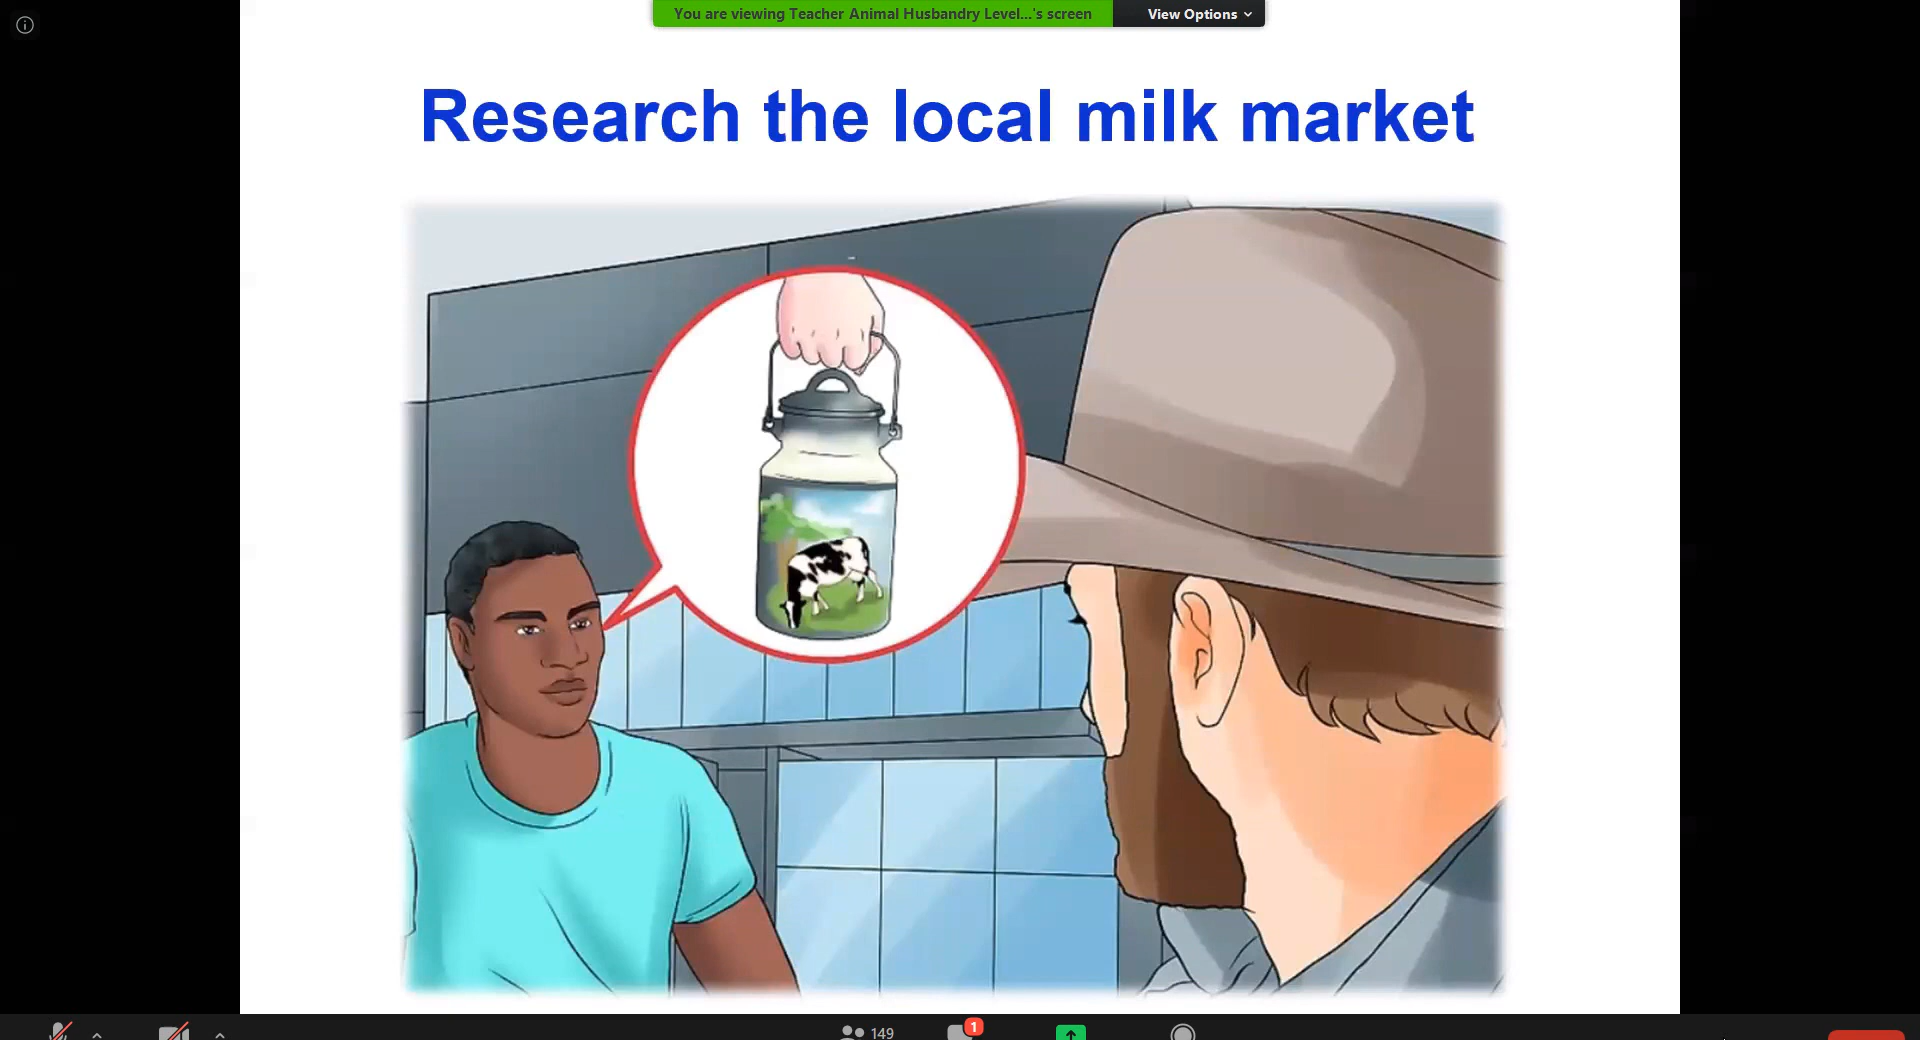 You are viewing Teacher Animal Husbandry Level...'s screen
View Options
Research the local milk market
149
1